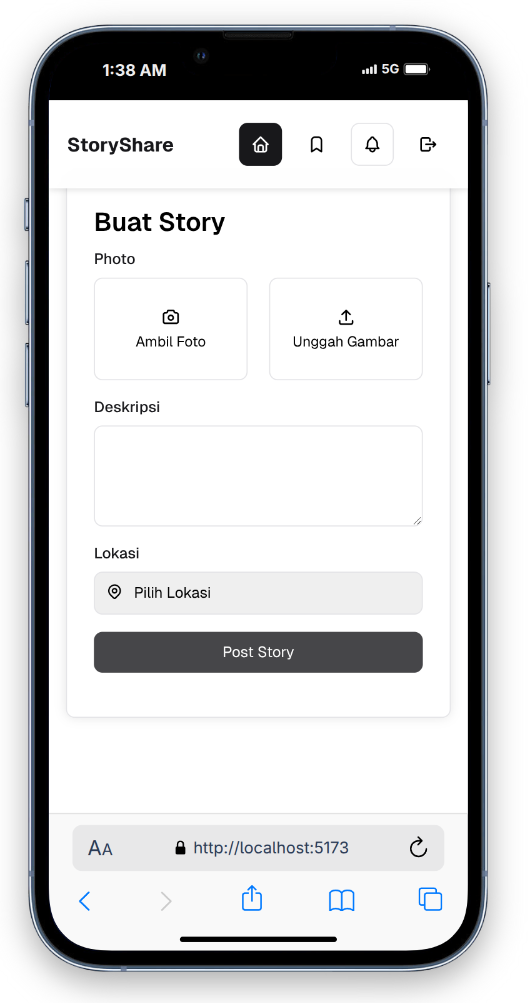 1:38 AM
5G
StoryShare
Buat Story
Photo
Ambil Foto
Unggah Gambar
Deskripsi
Lokasi
Pilih Lokasi
Post Story
AA
http://localhost:5173